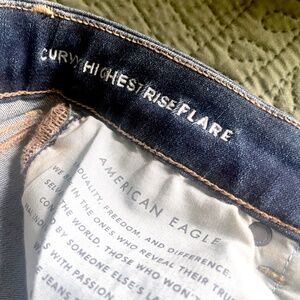 CURVY HIGHEST RISE FLARE
AMERICAN EAGLE
QUALITY, FREEDOM, AND DIFFERENCE.
IN THE ONES WHO REVEAL THEIR
THE WORLD, THOSE WHO WON'T
BY SOMEONE ELSE'S
WITH PASSION
JEANS